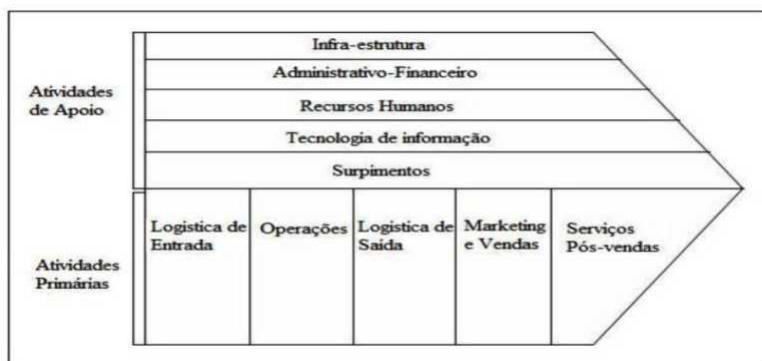 Infra-estrutura
Administrativo-Financeiro
Recursos Humanos
Tecnologia de informação
Surpimentos
Atividades
de Apoio
Logistica de
Entrada
Operações
Logistica de
Saída
Marketing
e Vendas
Serviços
Pós-vendas
Atividades
Primárias